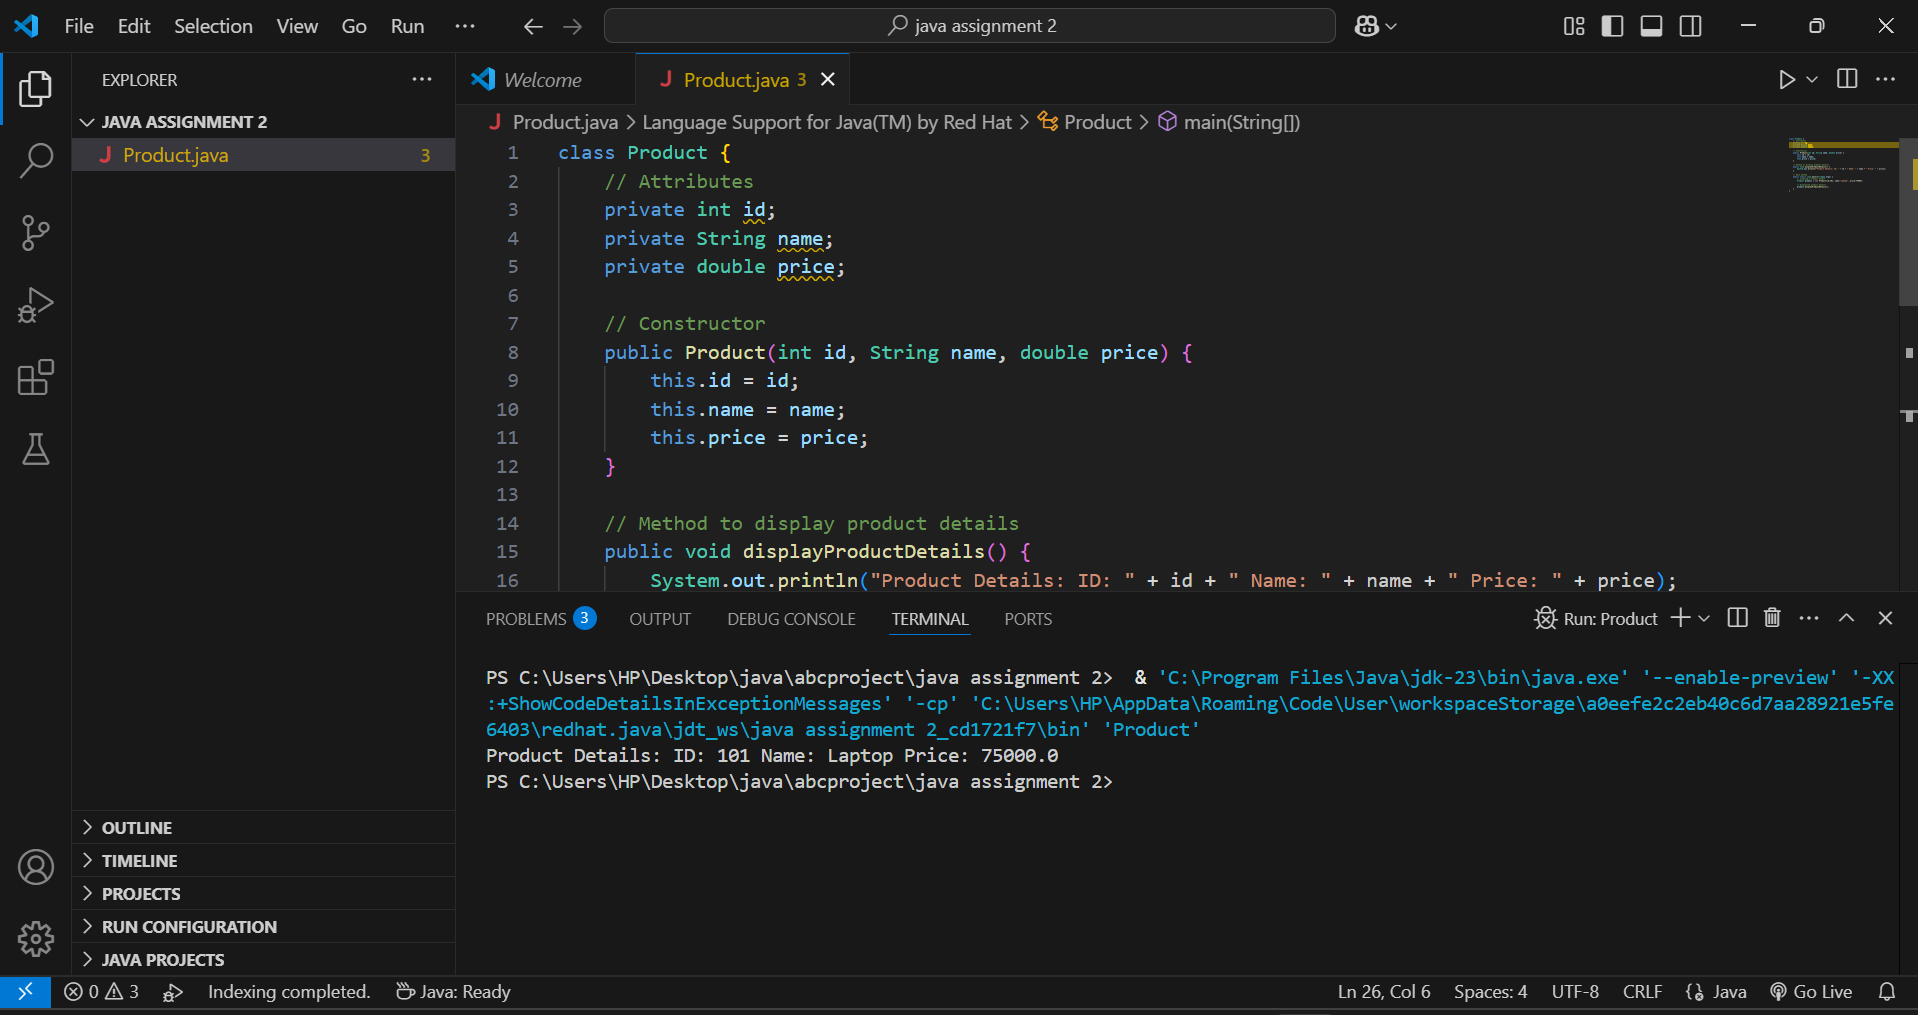 File Edit Selection View Go Run ··· java assignment 2
EXPLORER ···
JAVA ASSIGNMENT 2
J Product.java 3
Welcome
J Product.java 3
J Product.java > Language Support for Java(TM) by Red Hat > Product > main(String[])
1 class Product {
2 // Attributes
3 private int id;
4 private String name;
5 private double price;
6
7 // Constructor
8 public Product(int id, String name, double price) {
9 this.id = id;
10 this.name = name;
11 this.price = price;
12 }
13
14 // Method to display product details
15 public void displayProductDetails() {
16 System.out.println("Product Details: ID: " + id + " Name: " + name + " Price: " + price);
PROBLEMS 3 OUTPUT DEBUG CONSOLE TERMINAL PORTS Run: Product
PS C:\Users\HP\Desktop\java\abcproject\java assignment 2> & 'C:\Program Files\Java\jdk-23\bin\java.exe' '--enable-preview' '-XX
:+ShowCodeDetailsInExceptionMessages' '-cp' 'C:\Users\HP\AppData\Roaming\Code\User\workspaceStorage\a0eefe2c2eb40c6d7aa28921e5fe
6403\redhat.java\jdt_ws\java assignment 2_cd1721f7\bin' 'Product'
Product Details: ID: 101 Name: Laptop Price: 75000.0
PS C:\Users\HP\Desktop\java\abcproject\java assignment 2>
OUTLINE
TIMELINE
PROJECTS
RUN CONFIGURATION
JAVA PROJECTS
0 3 Indexing completed. Java: Ready Ln 26, Col 6 Spaces: 4 UTF-8 CRLF Java Go Live